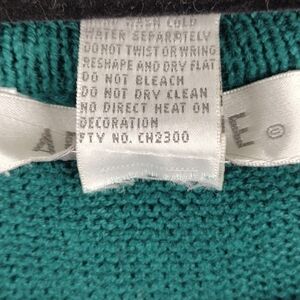 HAND WASH COLD
WATER SEPARATELY
DO NOT TWIST OR WRING
RESHAPE AND DRY FLAT
DO NOT BLEACH
DO NOT DRY CLEAN
NO DIRECT HEAT ON
DECORATION
FTY NO. CH2300